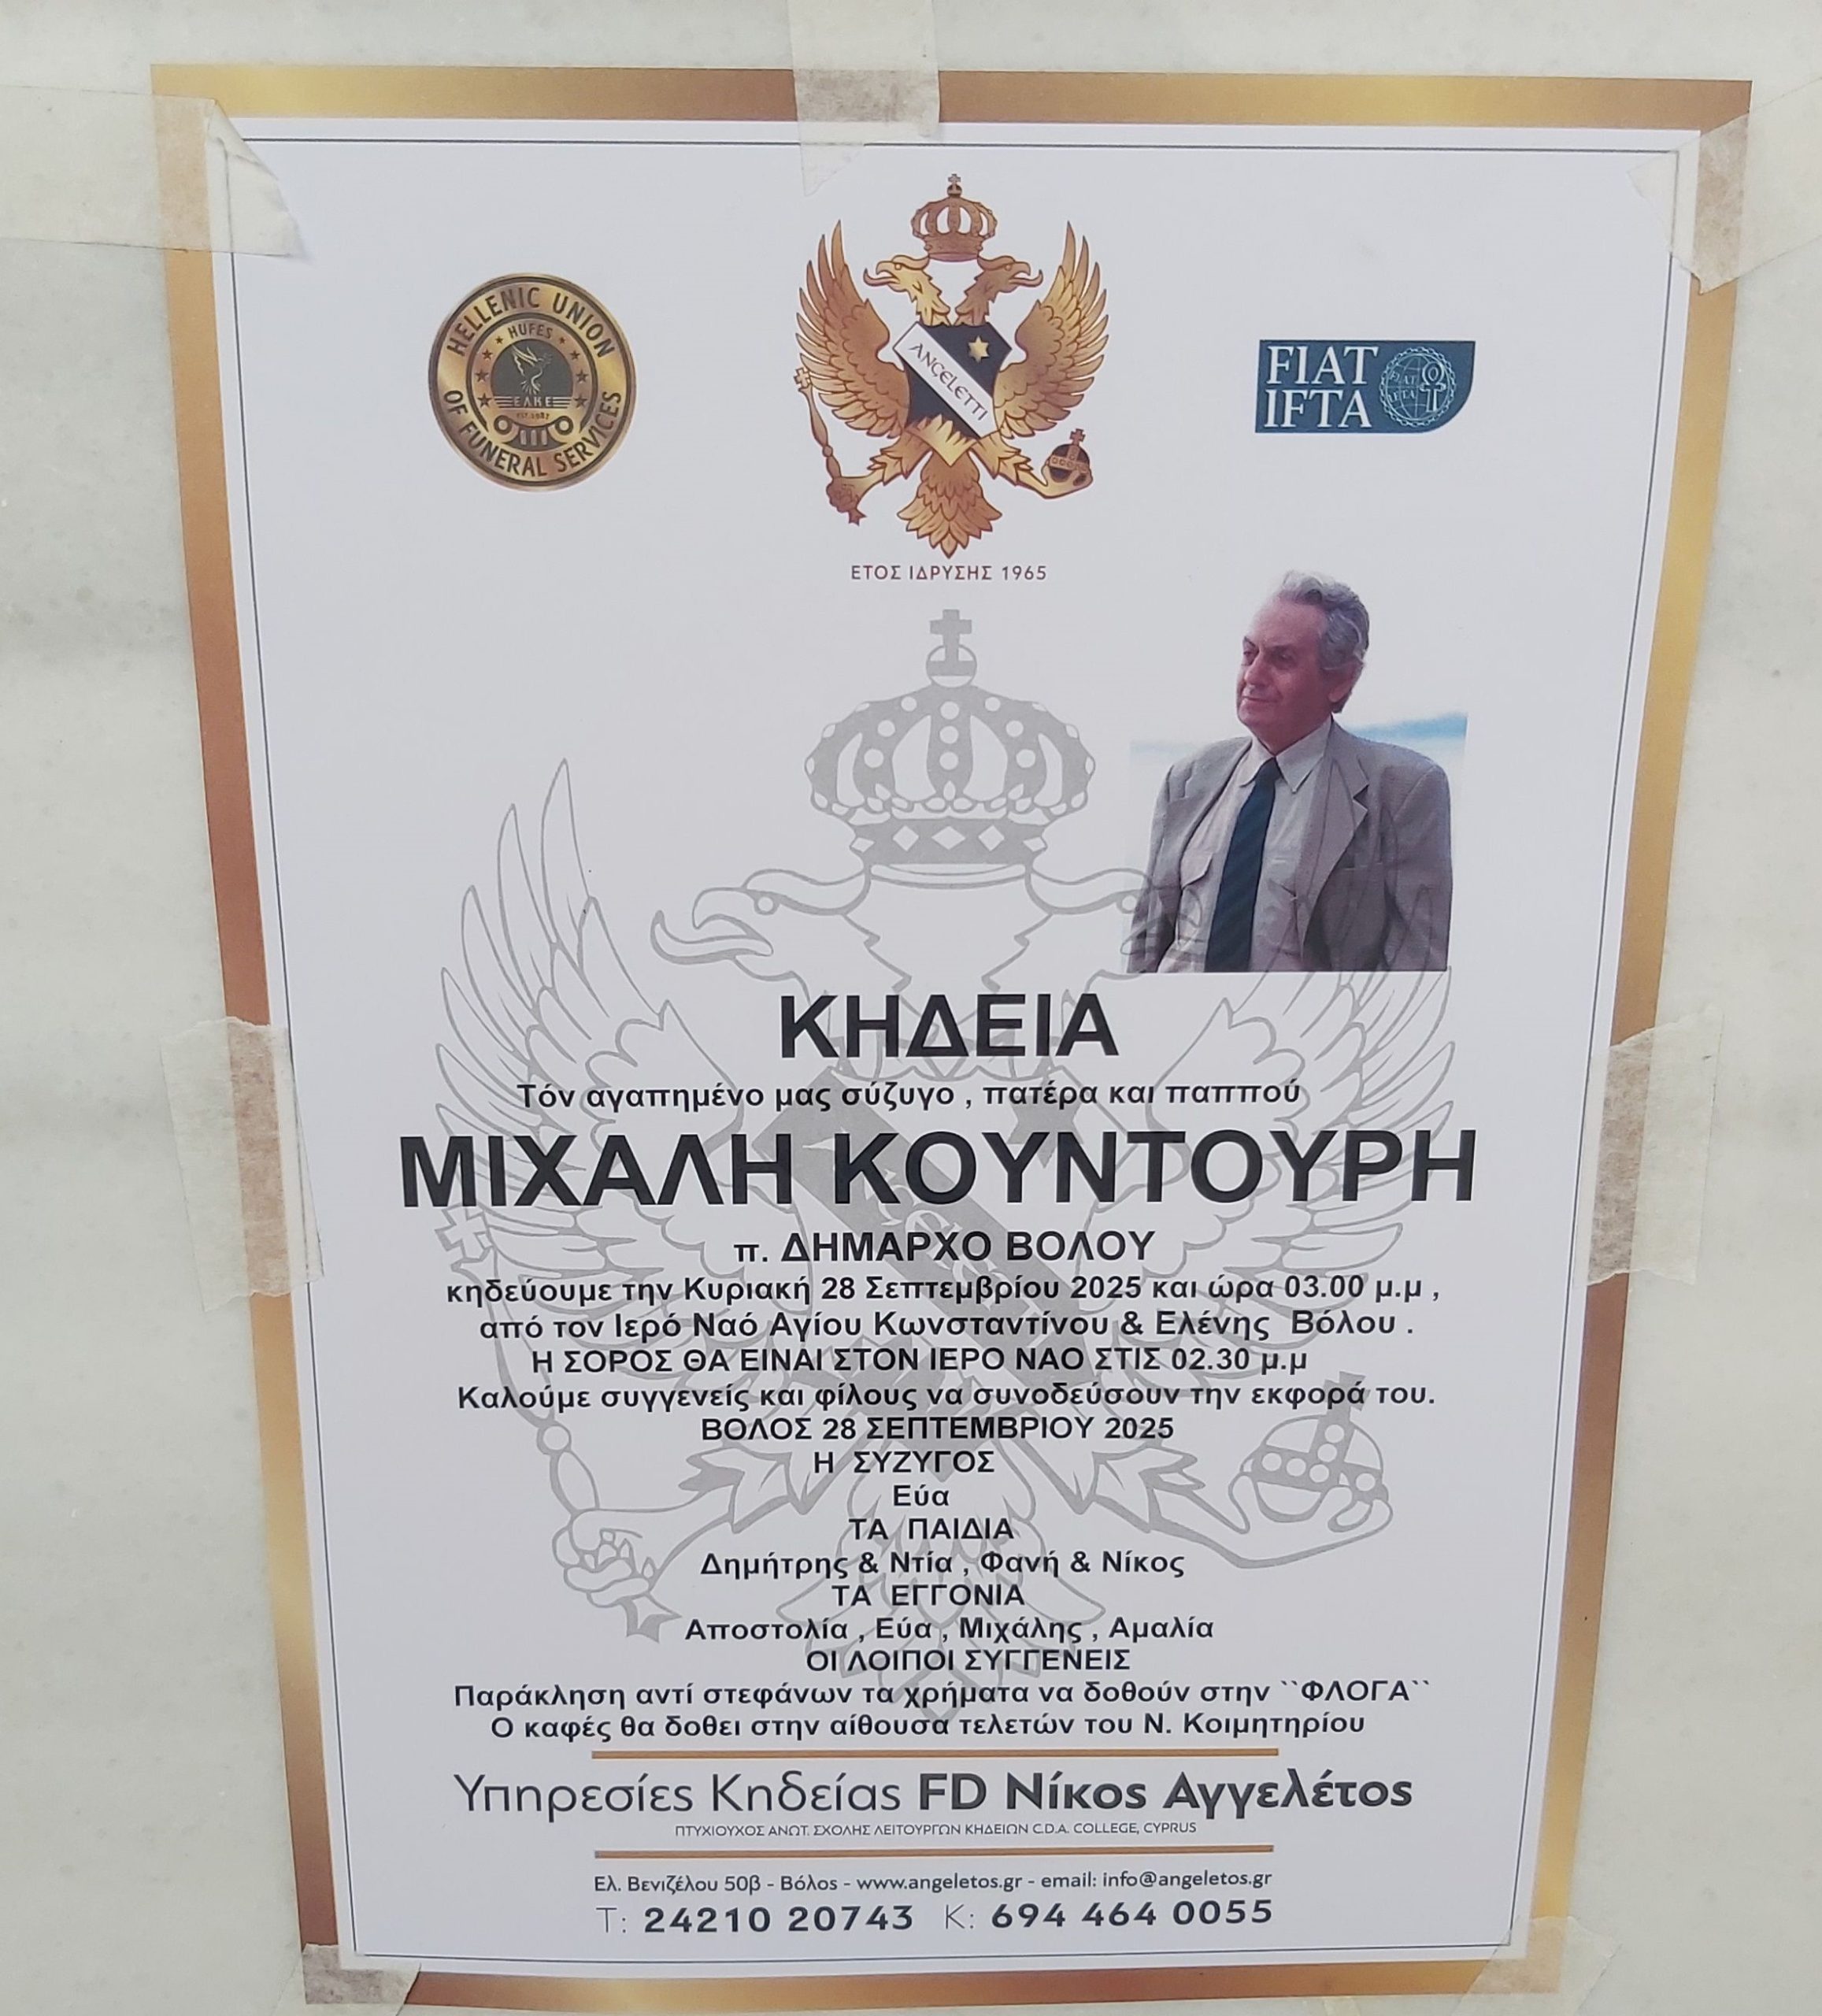 HELLENIC UNION
OF FUNERAL SERVICES
HUFES
ΕΛΚΕ
ANGELETTI
FIAT
IFTA
ΕΤΟΣ ΙΔΡΥΣΗΣ 1965
ΚΗΔΕΙΑ
Τόν αγαπημένο μας σύζυγο , πατέρα και παππού
ΜΙΧΑΛΗ ΚΟΥΝΤΟΥΡΗ
π. ΔΗΜΑΡΧΟ ΒΟΛΟΥ
κηδεύουμε την Κυριακή 28 Σεπτεμβρίου 2025 και ώρα 03.00 μ.μ ,
από τον Ιερό Ναό Αγίου Κωνσταντίνου & Ελένης Βόλου .
Η ΣΟΡΟΣ ΘΑ ΕΙΝΑΙ ΣΤΟΝ ΙΕΡΟ ΝΑΟ ΣΤΙΣ 02.30 μ.μ
Καλούμε συγγενείς και φίλους να συνοδεύσουν την εκφορά του.
ΒΟΛΟΣ 28 ΣΕΠΤΕΜΒΡΙΟΥ 2025
Η ΣΥΖΥΓΟΣ
Εύα
ΤΑ ΠΑΙΔΙΑ
Δημήτρης & Ντία , Φανή & Νίκος
ΤΑ ΕΓΓΟΝΙΑ
Αποστολία , Εύα , Μιχάλης , Αμαλία
ΟΙ ΛΟΙΠΟΙ ΣΥΓΓΕΝΕΙΣ
Παράκληση αντί στεφάνων τα χρήματα να δοθούν στην ``ΦΛΟΓΑ``
Ο καφές θα δοθει στην αίθουσα τελετών του Ν. Κοιμητηρίου
Υπηρεσίες Κηδείας FD Νίκος Αγγελέτος
ΠΤΥΧΙΟΥΧΟΣ ΑΝΩΤ. ΣΧΟΛΗΣ ΛΕΙΤΟΥΡΓΩΝ ΚΗΔΕΙΩΝ C.D.A. COLLEGE, CYPRUS
Ελ. Βενιζέλου 50β - Βόλος - www.angeletos.gr - email: info@angeletos.gr
Τ: 24210 20743 Κ: 694 464 0055